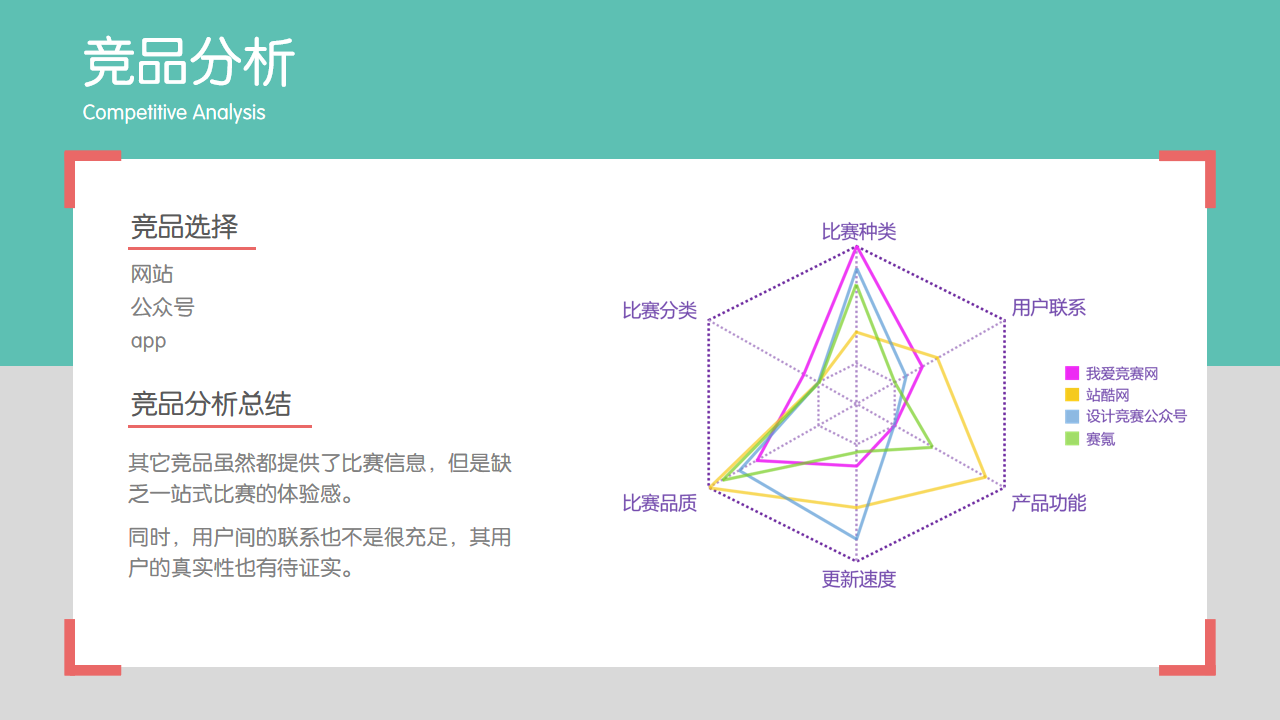 竞品分析
Competitive Analysis
竞品选择
网站
公众号
app
竞品分析总结
其它竞品虽然都提供了比赛信息，但是缺
乏一站式比赛的体验感。
同时，用户间的联系也不是很充足，其用
户的真实性也有待证实。
比赛种类
比赛分类
用户联系
比赛品质
产品功能
更新速度
我爱竞赛网
站酷网
设计竞赛公众号
赛氪